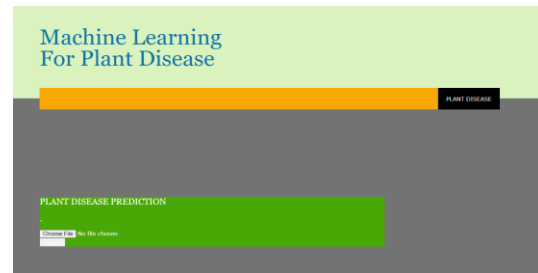 Machine Learning
For Plant Disease
PLANT DISEASE
PLANT DISEASE PREDICTION
.
Choose File No file chosen